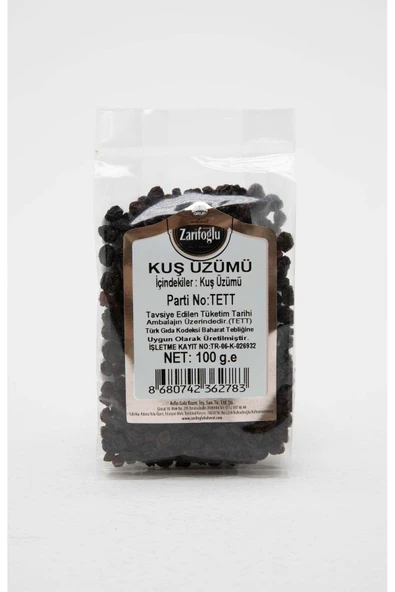 Zarifoğlu
KUŞ ÜZÜMÜ
İçindekiler : Kuş Üzümü
Parti No:TETT
Tavsiye Edilen Tüketim Tarihi
Ambalajın Üzerindedir.(TETT)
Türk Gıda Kodeksi Baharat Tebliğine
Uygun Olarak Üretilmiştir.
İŞLETME KAYIT NO:TR-06-K-026932
NET: 100 g.e
8 680742 362783